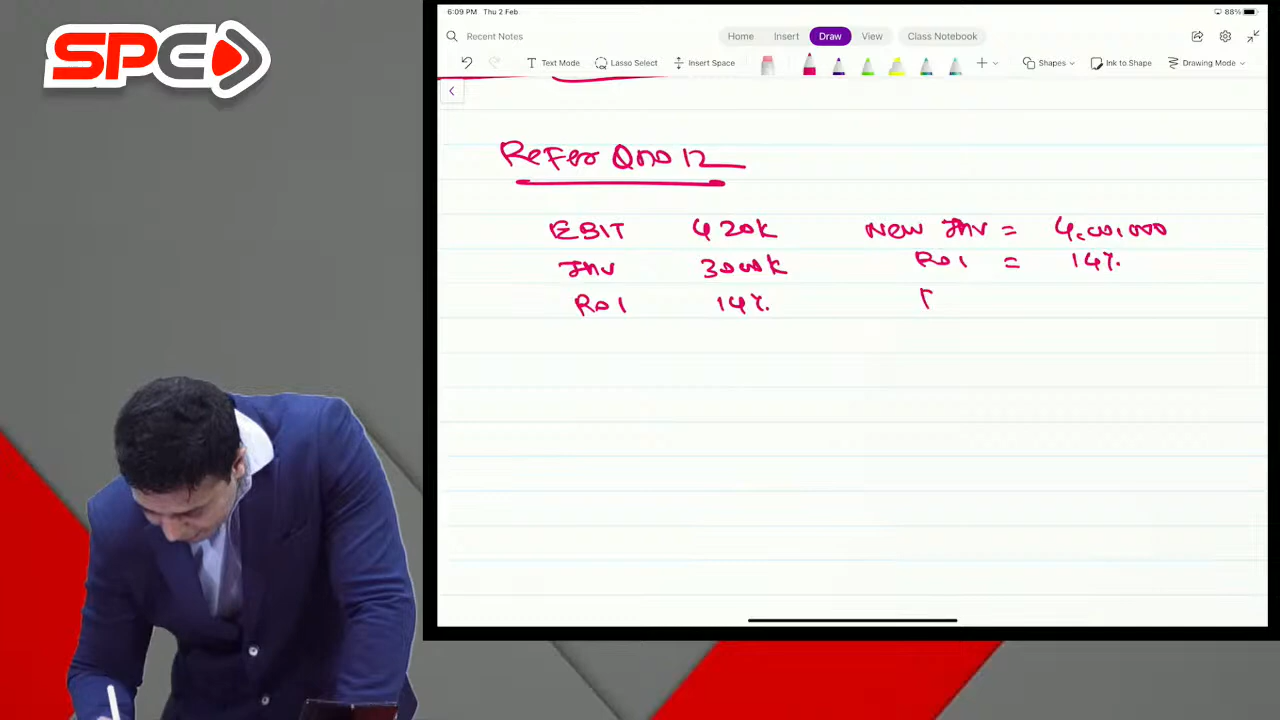 SPED
6:09 PM Thu 2 Feb
88%
Recent Notes
Home Insert Draw View Class Notebook
Text Mode Lasso Select Insert Space Shapes Ink to Shape Drawing Mode
Refer Qno 12
EBIT 420k New Inv = 4,00,000
Inv 3000k ROI = 14%
ROI 14%